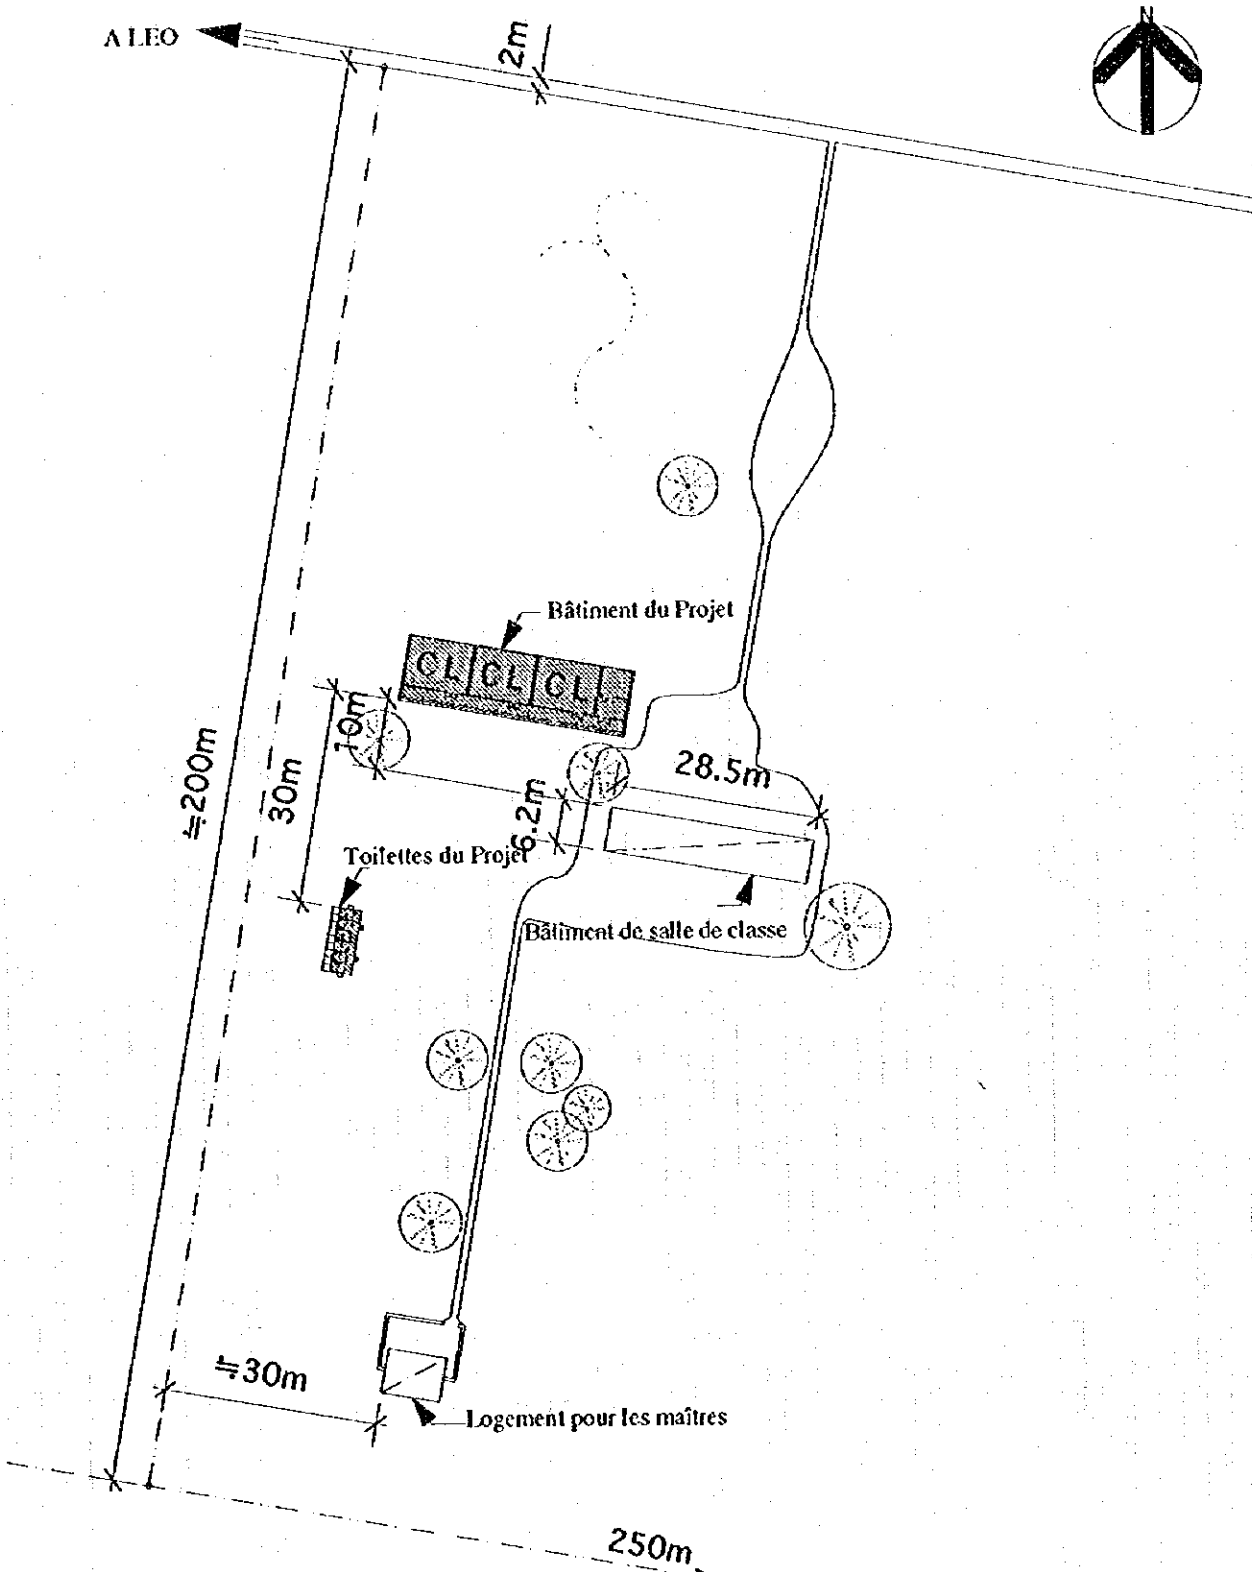 A LEO
2m
N
Bâtiment du Projet
CL CL CL
10m
28.5m
≒200m
30m
6.2m
Toilettes du Projet
Bâtiment de salle de classe
≒30m
Logement pour les maîtres
250m